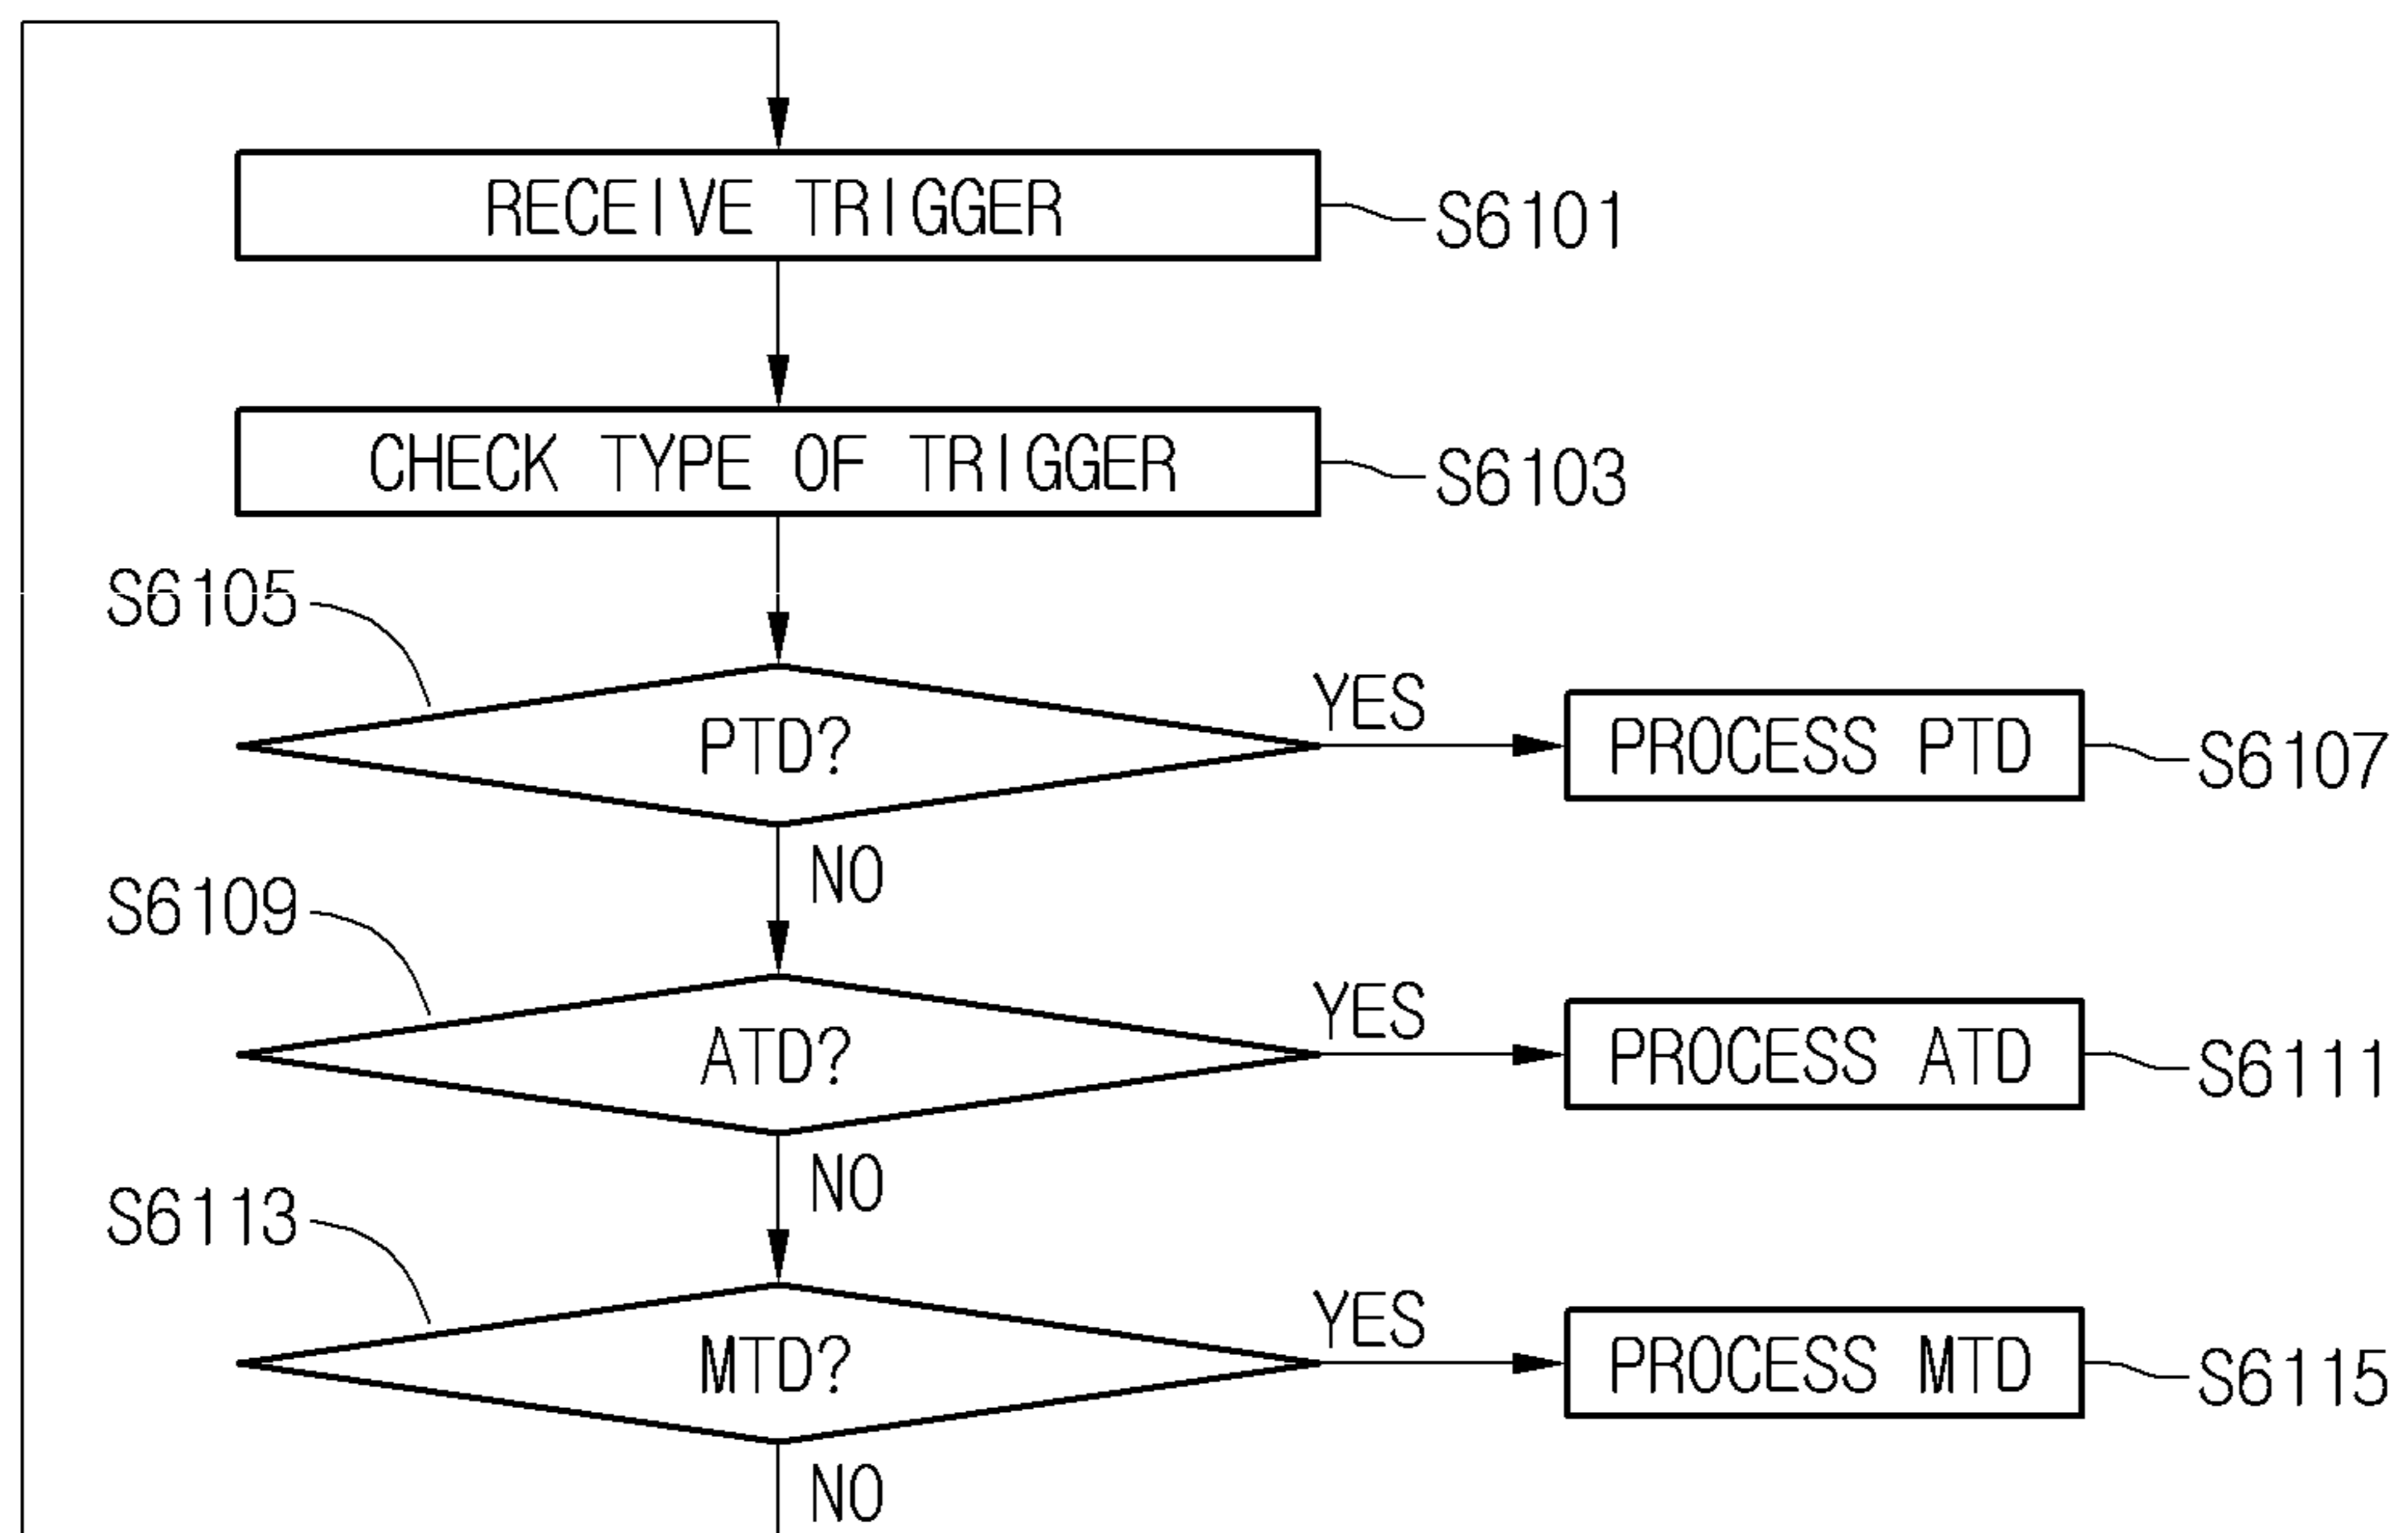 RECEIVE TRIGGER
S6101
CHECK TYPE OF TRIGGER
S6103
S6105
PTD?
YES
PROCESS PTD
S6107
NO
S6109
ATD?
YES
PROCESS ATD
S6111
NO
S6113
MTD?
YES
PROCESS MTD
S6115
NO